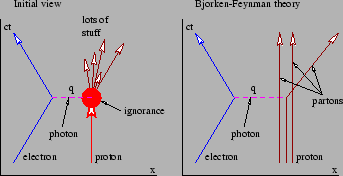 Initial view
Bjorken-Feynman theory
ct
lots of
stuff
q
ignorance
photon
electron
proton
x
ct
q
partons
photon
electron
proton
x